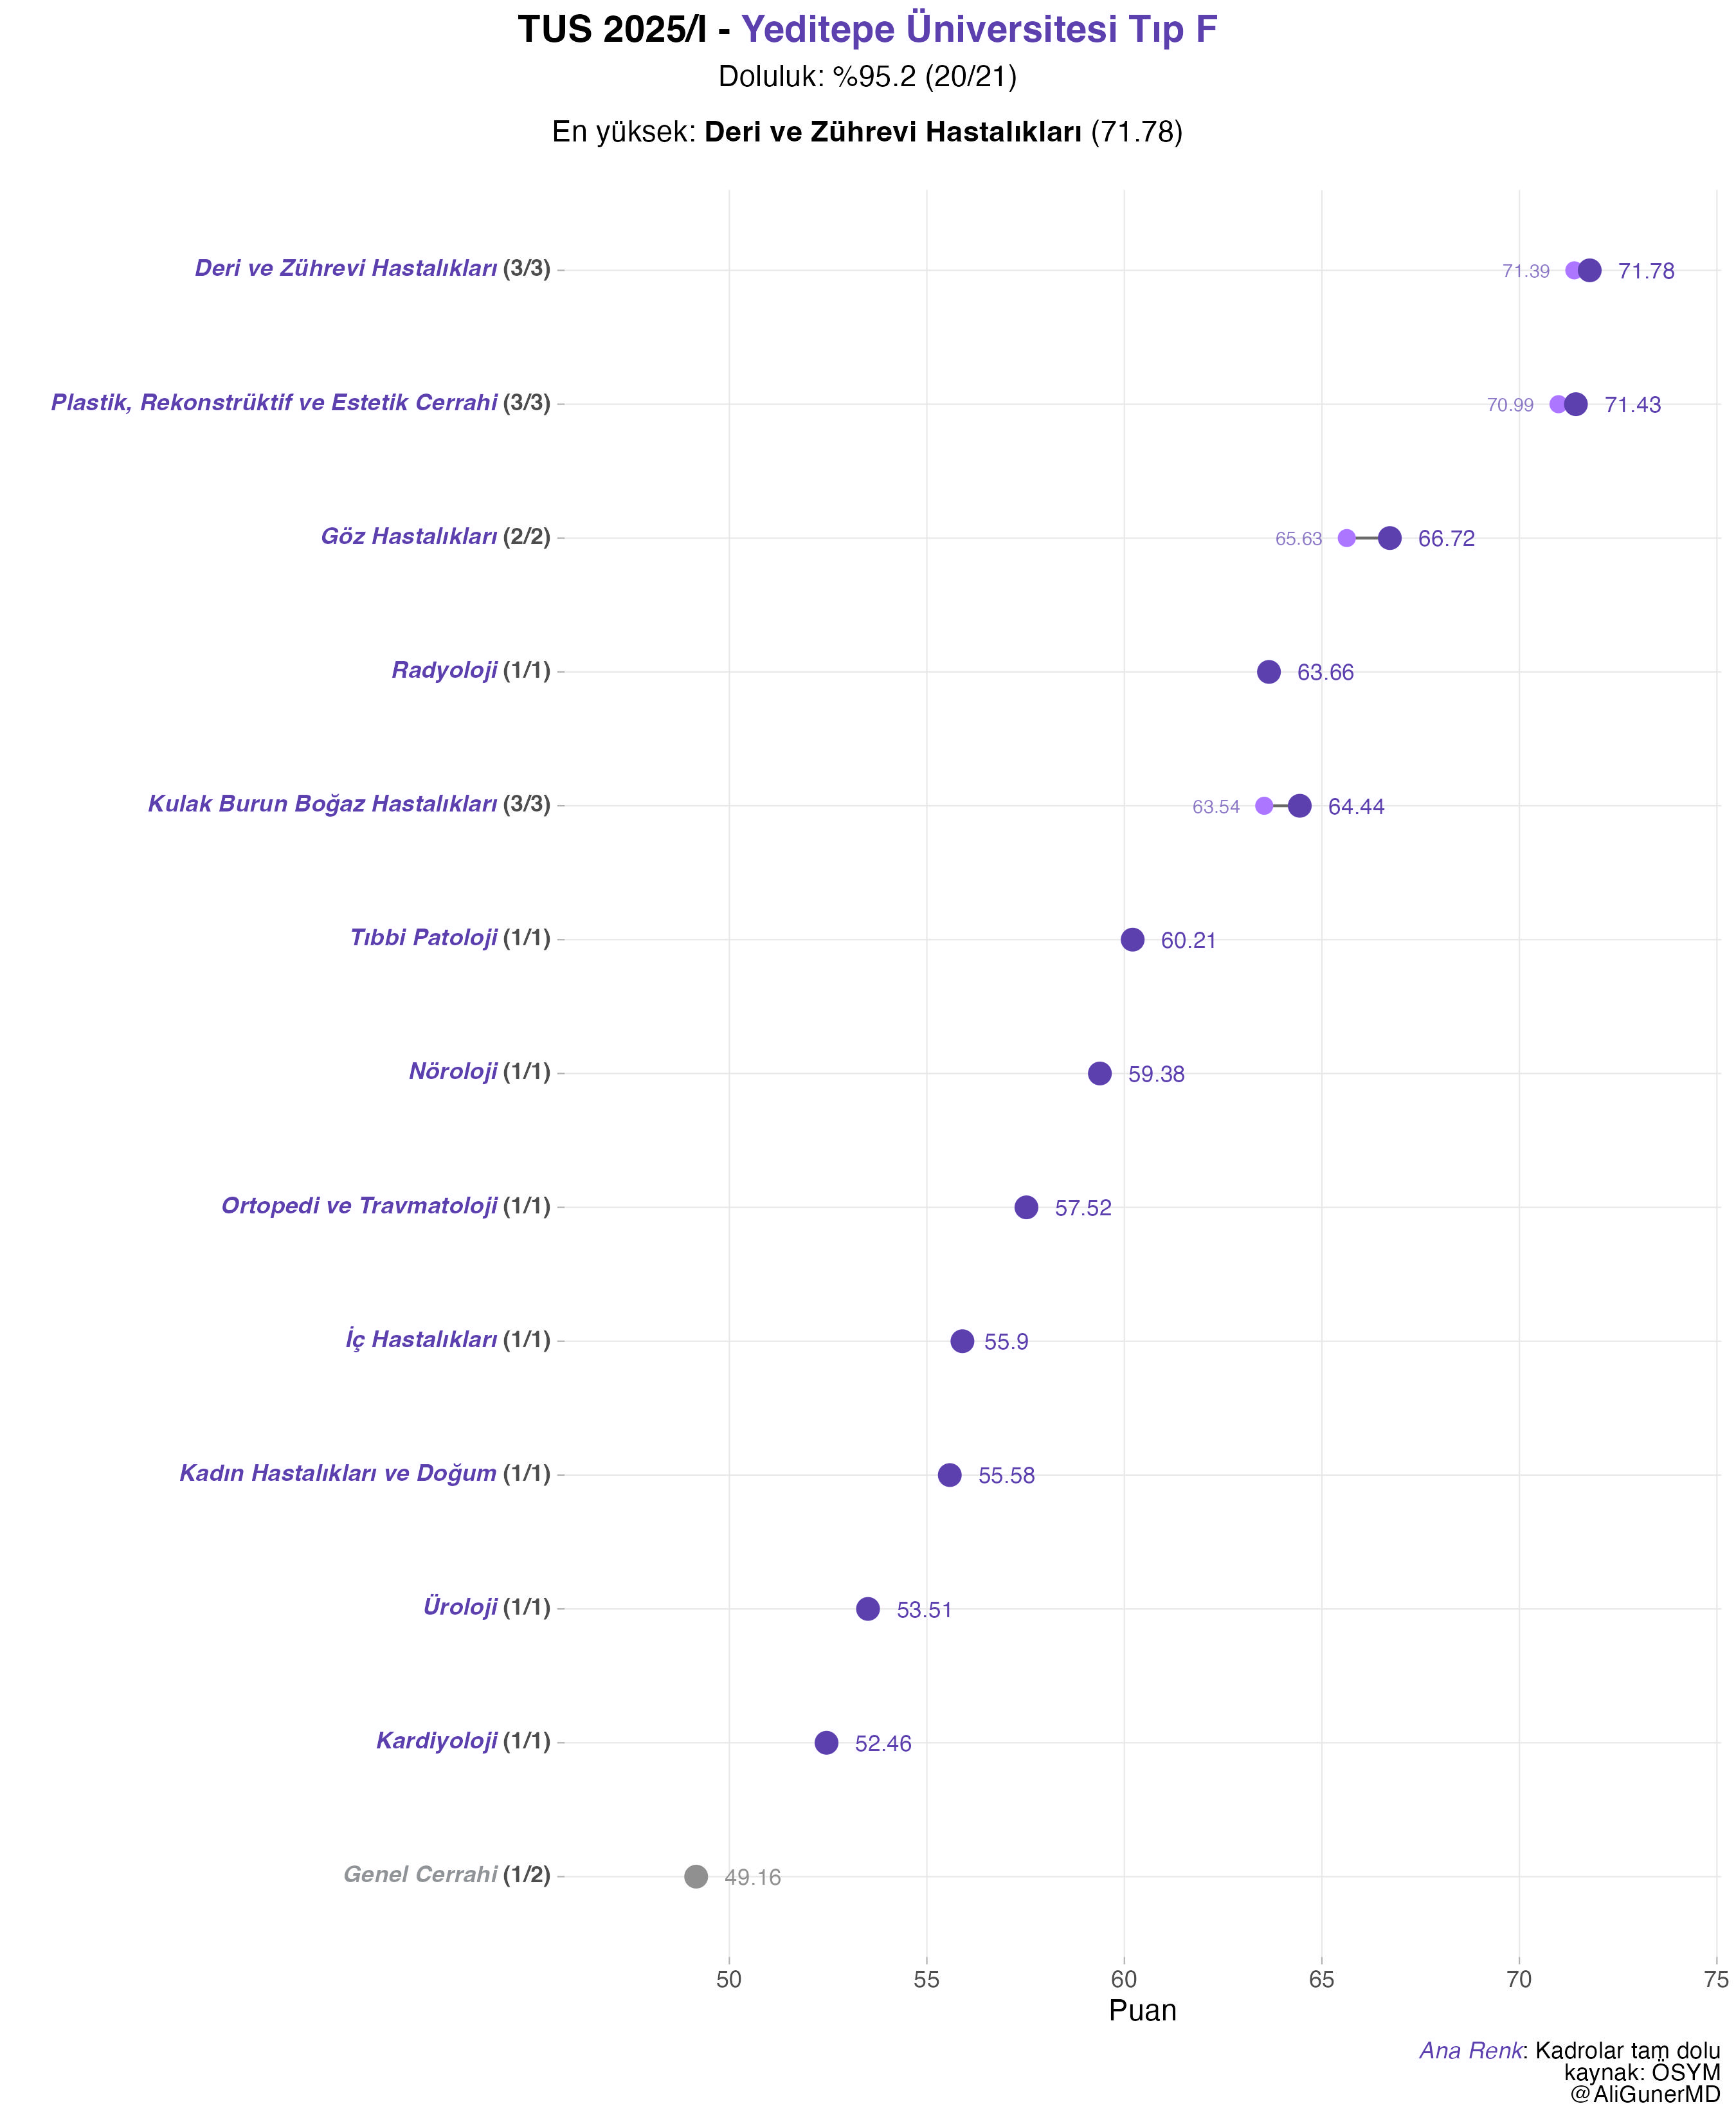 TUS 2025/I - Yeditepe Üniversitesi Tıp F
Doluluk: %95.2 (20/21)
En yüksek: Deri ve Zührevi Hastalıkları (71.78)
Deri ve Zührevi Hastalıkları (3/3) 71.39 71.78
Plastik, Rekonstrüktif ve Estetik Cerrahi (3/3) 70.99 71.43
Göz Hastalıkları (2/2) 65.63 66.72
Radyoloji (1/1) 63.66
Kulak Burun Boğaz Hastalıkları (3/3) 63.54 64.44
Tıbbi Patoloji (1/1) 60.21
Nöroloji (1/1) 59.38
Ortopedi ve Travmatoloji (1/1) 57.52
İç Hastalıkları (1/1) 55.9
Kadın Hastalıkları ve Doğum (1/1) 55.58
Üroloji (1/1) 53.51
Kardiyoloji (1/1) 52.46
Genel Cerrahi (1/2) 49.16
50 55 60 65 70 75
Puan
Ana Renk: Kadrolar tam dolu
kaynak: ÖSYM
@AliGunerMD